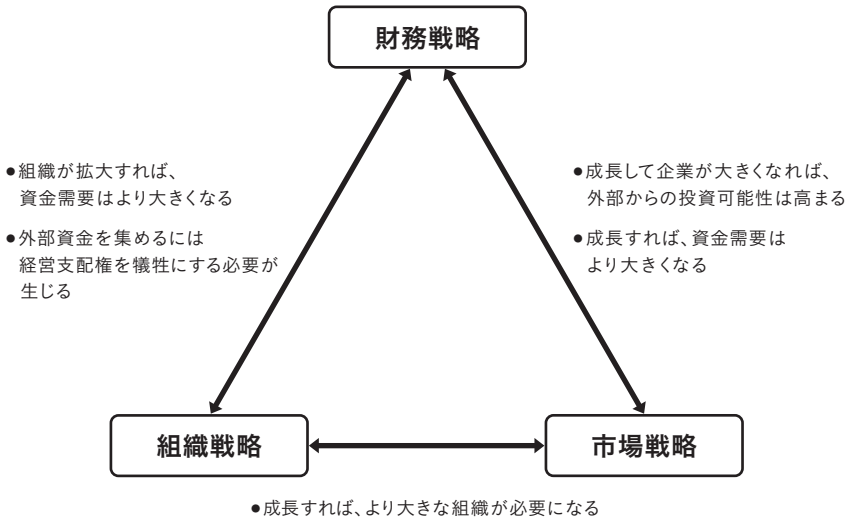 財務戦略
●組織が拡大すれば、
資金需要はより大きくなる
●外部資金を集めるには
経営支配権を犠牲にする必要が
生じる
●成長して企業が大きくなれば、
外部からの投資可能性は高まる
●成長すれば、資金需要は
より大きくなる
組織戦略
市場戦略
●成長すれば、より大きな組織が必要になる